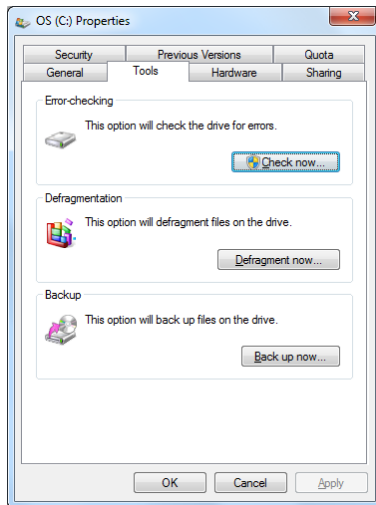 OS (C:) Properties
Security Previous Versions Quota
General Tools Hardware Sharing
Error-checking
This option will check the drive for errors.
Check now...
Defragmentation
This option will defragment files on the drive.
Defragment now...
Backup
This option will back up files on the drive.
Back up now...
OK Cancel Apply